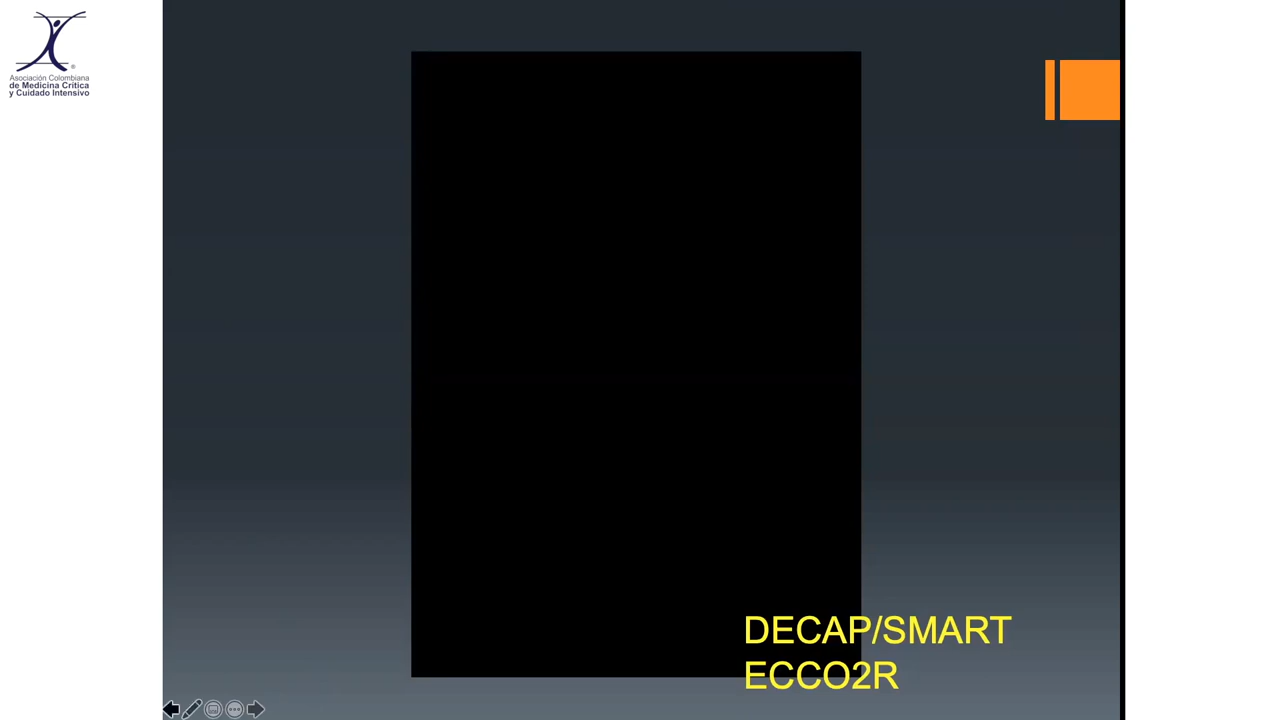 Asociación Colombiana
de Medicina Crítica
y Cuidado Intensivo
DECAP/SMART
ECCO2R